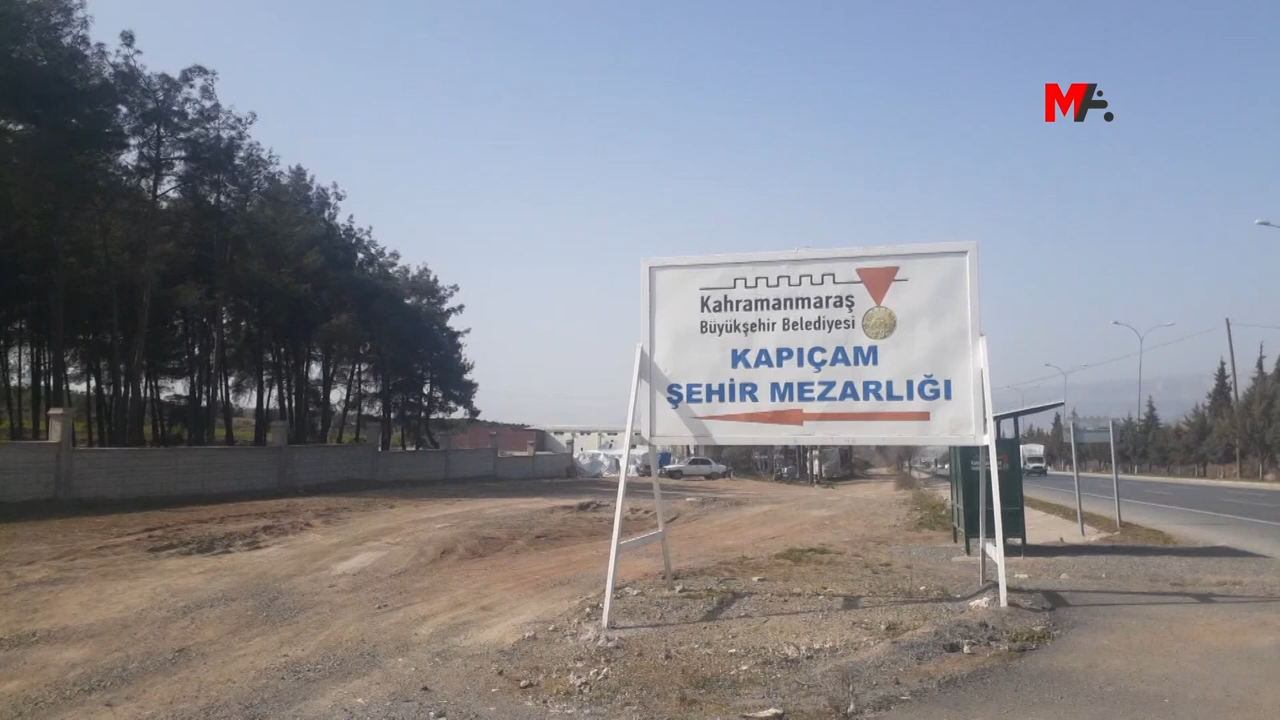 MA
Kahramanmaraş
Büyükşehir Belediyesi
KAPIÇAM
ŞEHİR MEZARLIĞI